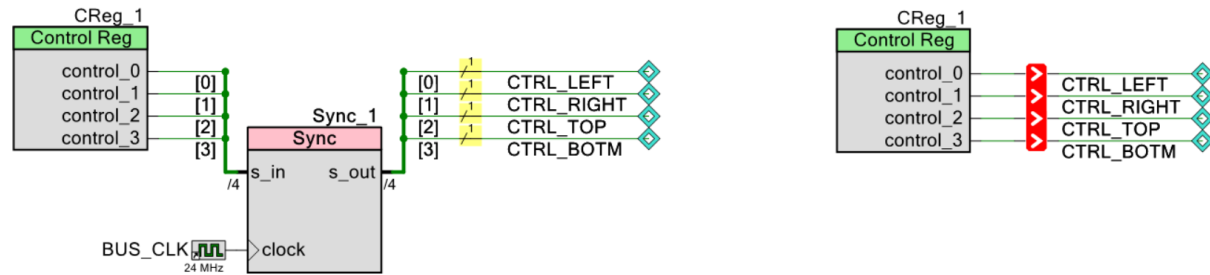 CReg_1
Control Reg
control_0
control_1
control_2
control_3
[0]
[1]
[2]
[3]
/4
Sync_1
Sync
s_in
s_out
/4
clock
BUS_CLK
24 MHz
1
[0]
CTRL_LEFT
1
[1]
CTRL_RIGHT
1
[2]
CTRL_TOP
1
[3]
CTRL_BOTM
CReg_1
Control Reg
control_0
control_1
control_2
control_3
CTRL_LEFT
CTRL_RIGHT
CTRL_TOP
CTRL_BOTM